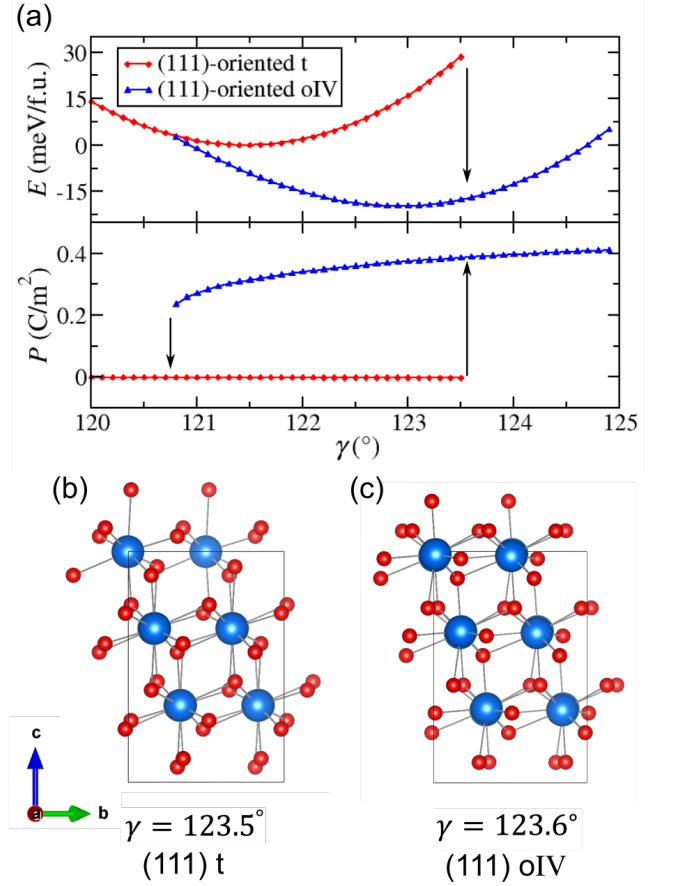 (a)
30
15
0
-15
E (meV/f.u.)
(111)-oriented t
(111)-oriented oIV
0.4
0.2
0
P (C/m²)
120 121 122 123 124 125
γ(°)
(b) (c)
c
a b
γ = 123.5° γ = 123.6°
(111) t (111) oIV